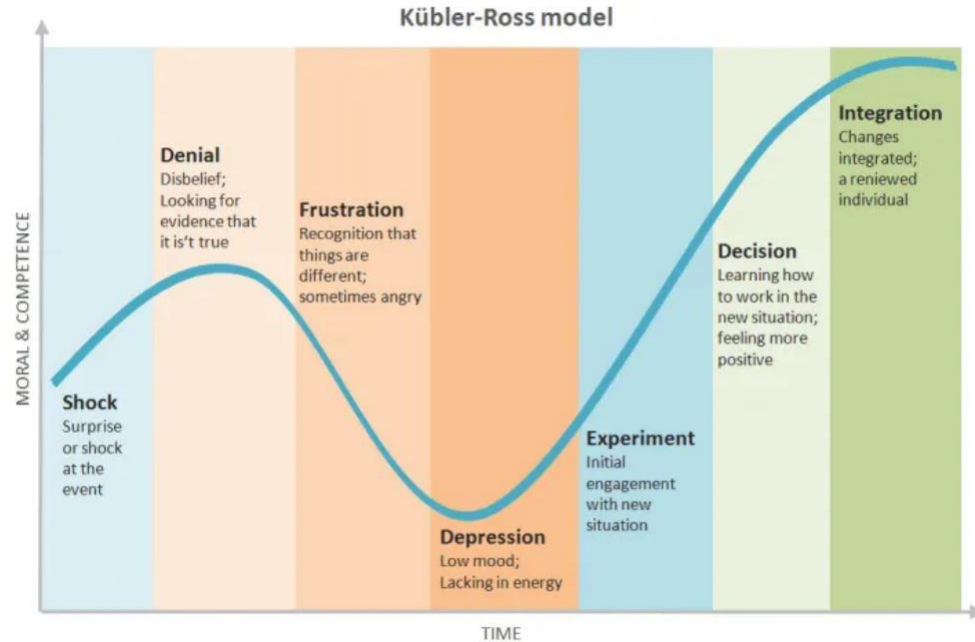 Kübler-Ross model
MORAL & COMPETENCE
Shock
Surprise
or shock
at the
event
Denial
Disbelief;
Looking for
evidence that
it is't true
Frustration
Recognition that
things are
different;
sometimes angry
Depression
Low mood;
Lacking in energy
Experiment
Initial
engagement
with new
situation
Decision
Learning how
to work in the
new situation;
feeling more
positive
Integration
Changes
integrated;
a reniewed
individual
TIME